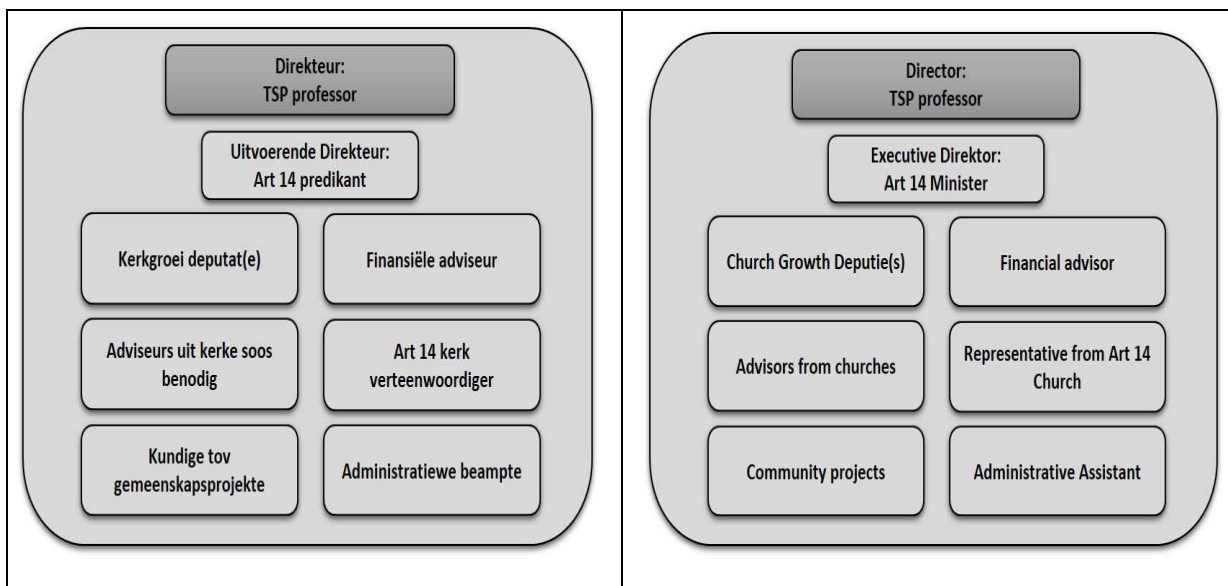 Direkteur:
TSP professor
Uitvoerende Direkteur:
Art 14 predikant
Kerkgroei deputat(e)
Finansiële adviseur
Adviseurs uit kerke soos
benodig
Art 14 kerk
verteenwoordiger
Kundige tov
gemeenskapsprojekte
Administratiewe beampte
Director:
TSP professor
Executive Direktor:
Art 14 Minister
Church Growth Deputie(s)
Financial advisor
Advisors from churches
Representative from Art 14
Church
Community projects
Administrative Assistant